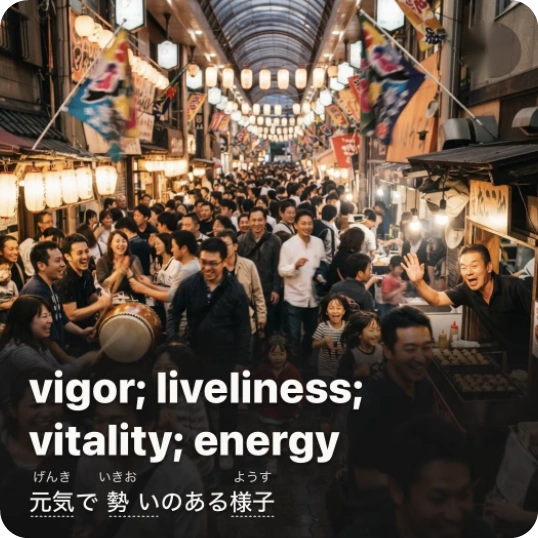 vigor; liveliness;
vitality; energy
げんき いきお ようす
元気で 勢 いのある様子